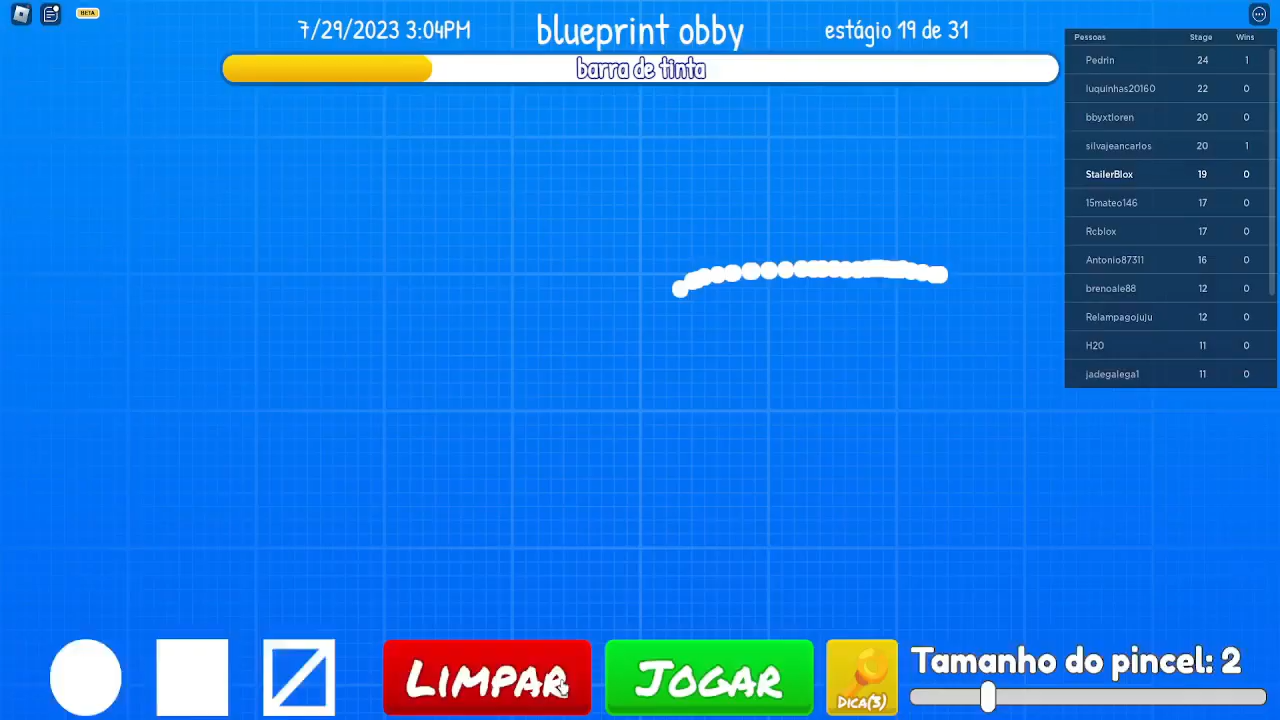 BETA
7/29/2023 3:04PM
blueprint obby
estágio 19 de 31
barra de tinta
Pessoas Stage Wins
Pedrin 24 1
luquinhas20160 22 0
bbyxtloren 20 0
silvajeancarlos 20 1
StailerBlox 19 0
15mateo146 17 0
Rcblox 17 0
Antonio87311 16 0
brenoale88 12 0
Relampagojuju 12 0
H20 11 0
jadegalega1 11 0
LIMPAR
JOGAR
DICA(3)
Tamanho do pincel: 2